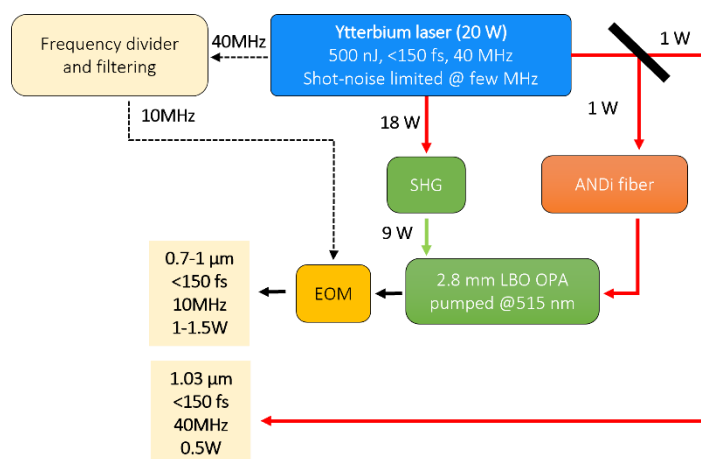 Frequency divider
and filtering
40MHz
Ytterbium laser (20 W)
500 nJ, <150 fs, 40 MHz
Shot-noise limited @ few MHz
1 W
10MHz
18 W
1 W
SHG
ANDi fiber
9 W
0.7-1 µm
<150 fs
10MHz
1-1.5W
EOM
2.8 mm LBO OPA
pumped @515 nm
1.03 µm
<150 fs
40MHz
0.5W